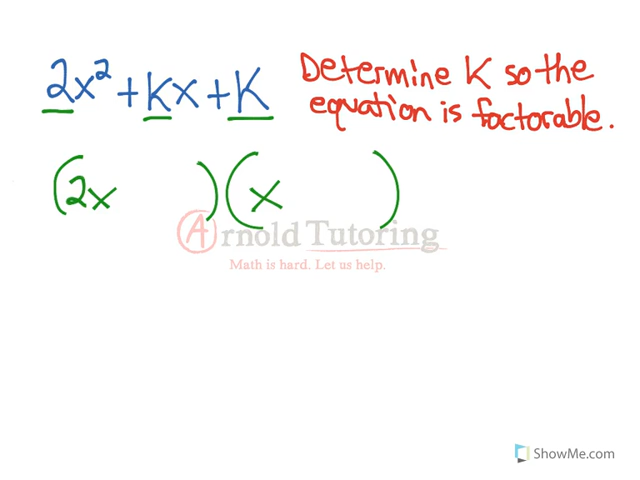 2x² + Kx + K
Determine K so the
equation is factorable.
(2x )(x )
Arnold Tutoring
Math is hard. Let us help.
ShowMe.com